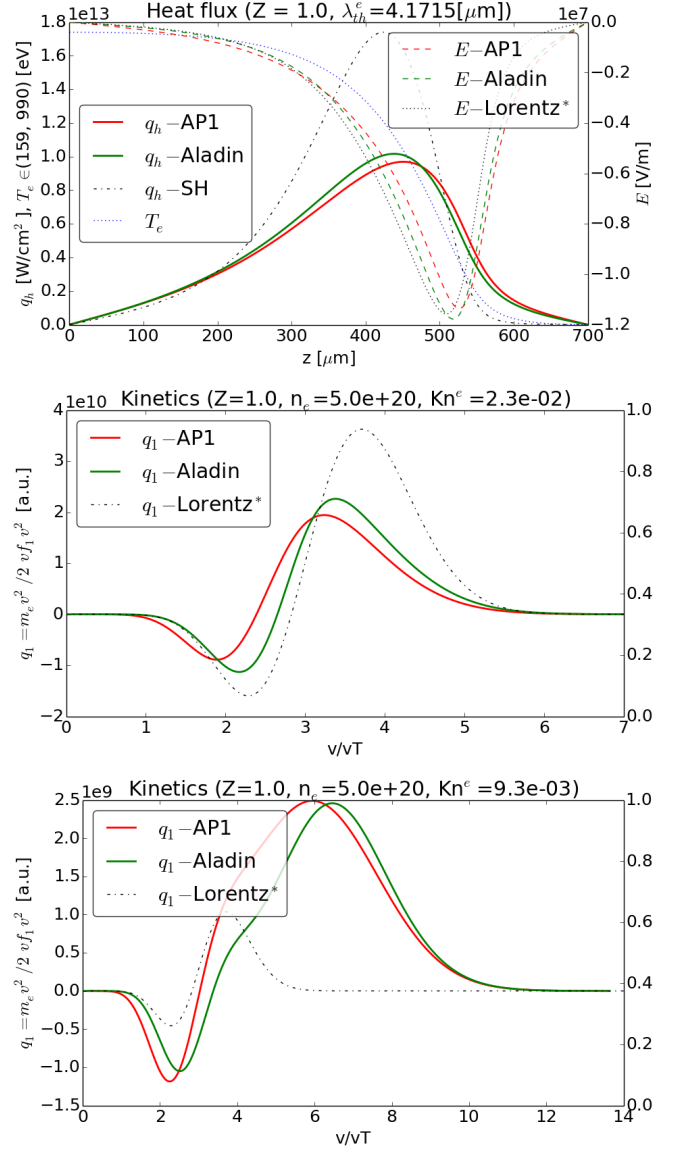 Heat flux (Z = 1.0, λ_th^e=4.1715[μm])
1e13
1e7
1.8
1.6
1.4
1.2
1.0
0.8
0.6
0.4
0.2
0.0
q_h [W/cm²], T_e ∈(159, 990) [eV]
q_h−AP1
q_h−Aladin
q_h−SH
T_e
E−AP1
E−Aladin
E−Lorentz*
0.0
−0.2
−0.4
−0.6
−0.8
−1.0
−1.2
E [V/m]
0 100 200 300 400 500 600 700
z [μm]
Kinetics (Z=1.0, n_e=5.0e+20, Kn^e =2.3e-02)
1e10
4
3
2
1
0
−1
−2
q_1 =m_e v² /2 vf_1 v² [a.u.]
q_1−AP1
q_1−Aladin
q_1−Lorentz*
1.0
0.8
0.6
0.4
0.2
0.0
0 1 2 3 4 5 6 7
v/vT
Kinetics (Z=1.0, n_e=5.0e+20, Kn^e =9.3e-03)
1e9
2.5
2.0
1.5
1.0
0.5
0.0
−0.5
−1.0
−1.5
q_1 =m_e v² /2 vf_1 v² [a.u.]
q_1−AP1
q_1−Aladin
q_1−Lorentz*
1.0
0.8
0.6
0.4
0.2
0.0
0 2 4 6 8 10 12 14
v/vT